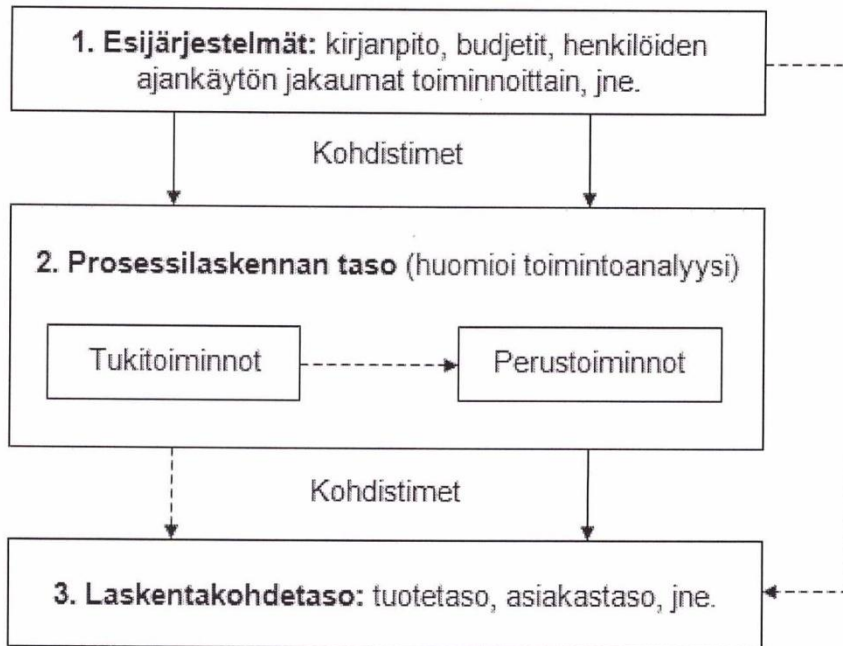 1. Esijärjestelmät: kirjanpito, budjetit, henkilöiden
ajankäytön jakaumat toiminnoittain, jne.
Kohdistimet
2. Prosessilaskennan taso (huomioi toimintoanalyysi)
Tukitoiminnot
Perustoiminnot
Kohdistimet
3. Laskentakohdetaso: tuotetaso, asiakastaso, jne.